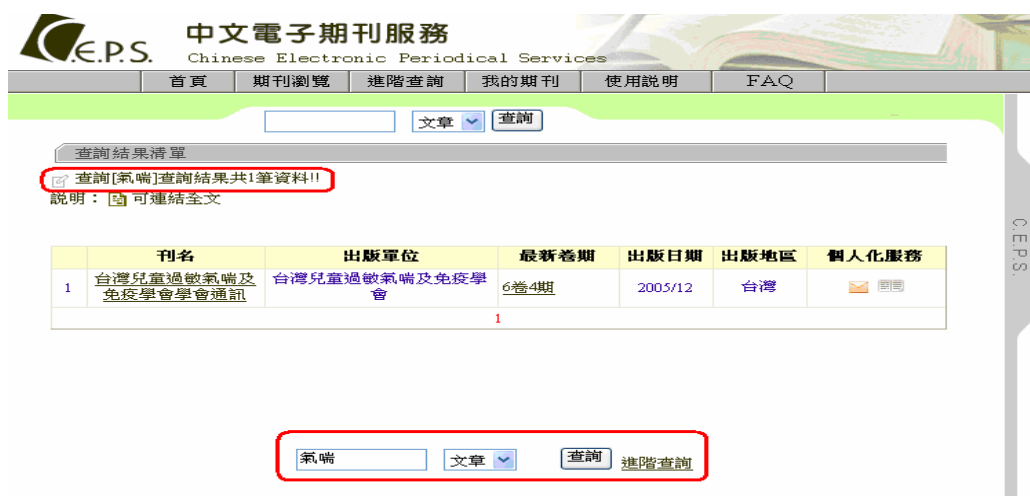 C.E.P.S. 中文電子期刊服務
Chinese Electronic Periodical Services
首頁 期刊瀏覽 進階查詢 我的期刊 使用說明 FAQ
文章 查詢
查詢結果清單
查詢[氣喘]查詢結果共1筆資料!!
說明： 可連結全文
刊名 出版單位 最新卷期 出版日期 出版地區 個人化服務
1 台灣兒童過敏氣喘及免疫學會學會通訊 台灣兒童過敏氣喘及免疫學會 6卷4期 2005/12 台灣
1
氣喘 文章 查詢 進階查詢
C.E.P.S.